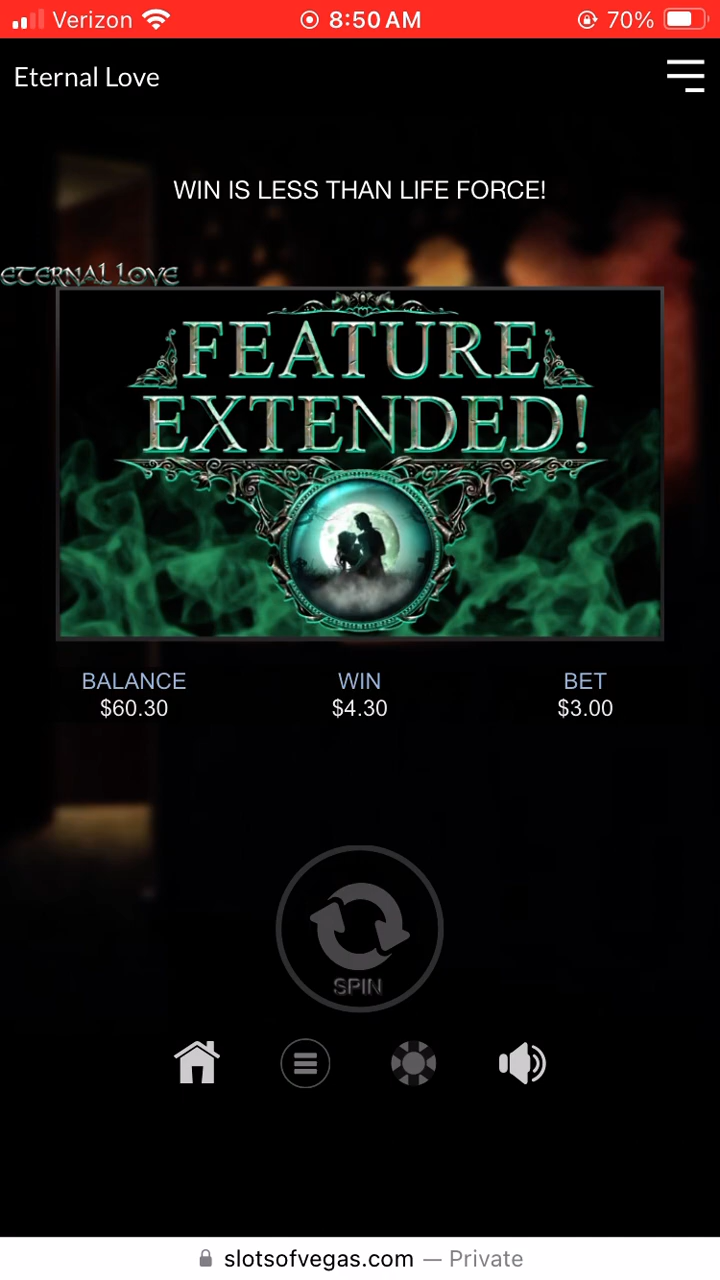 Verizon 8:50 AM 70%
Eternal Love
WIN IS LESS THAN LIFE FORCE!
ETERNAL LOVE
FEATURE
EXTENDED!
BALANCE WIN BET
$60.30 $4.30 $3.00
SPIN
slotsofvegas.com — Private